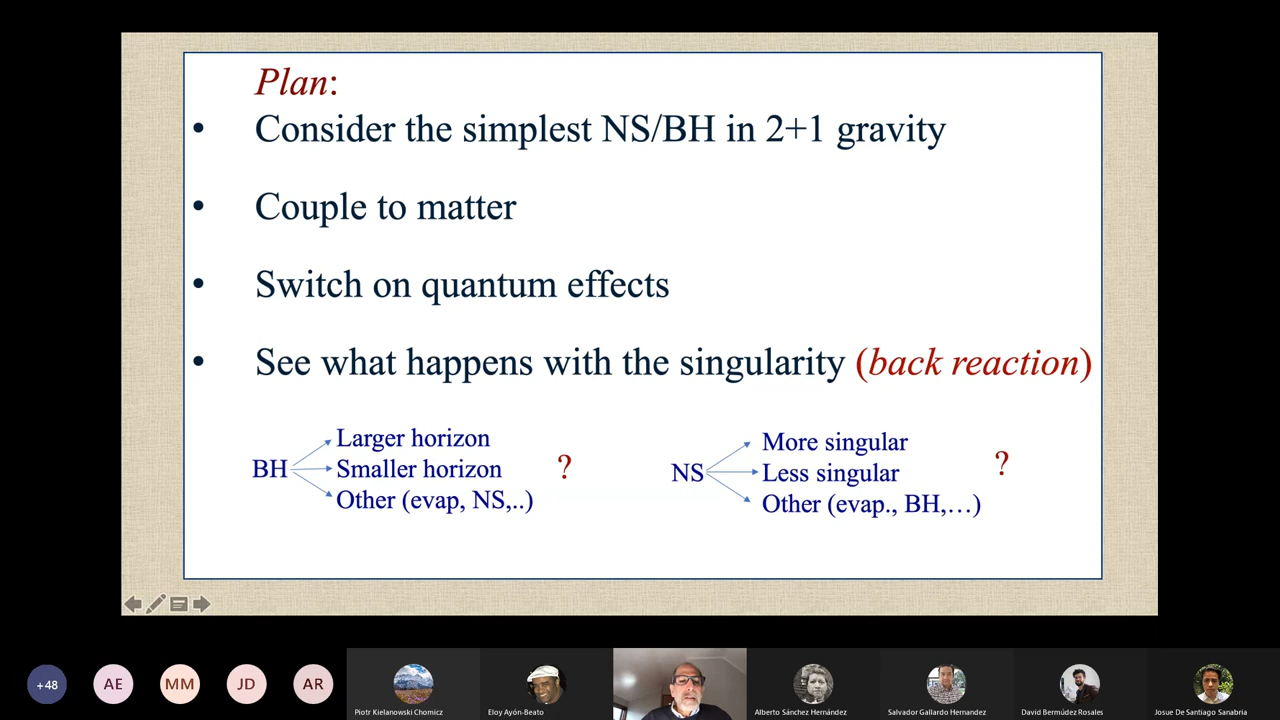 Plan:
• Consider the simplest NS/BH in 2+1 gravity
• Couple to matter
• Switch on quantum effects
• See what happens with the singularity (back reaction)
BH
Larger horizon
Smaller horizon
Other (evap, NS,..)
?
NS
More singular
Less singular
Other (evap., BH,…)
?
+48
AE
MM
JD
AR
Piotr Kielanowski Chomicz
Eloy Ayón-Beato
Alberto Sánchez Hernández
Salvador Gallardo Hernandez
David Bermúdez Rosales
Josue De Santiago Sanabria